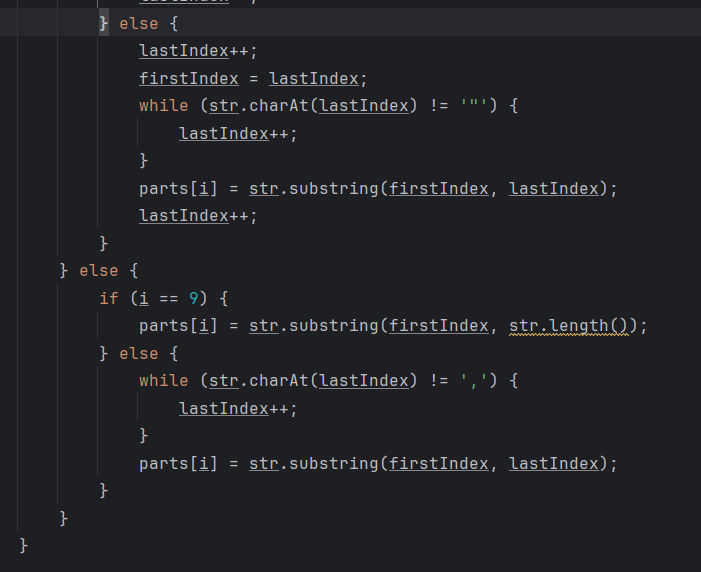 } else {
lastIndex++;
firstIndex = lastIndex;
while (str.charAt(lastIndex) != '"') {
lastIndex++;
}
parts[i] = str.substring(firstIndex, lastIndex);
lastIndex++;
}
} else {
if (i == 9) {
parts[i] = str.substring(firstIndex, str.length());
} else {
while (str.charAt(lastIndex) != ',') {
lastIndex++;
}
parts[i] = str.substring(firstIndex, lastIndex);
}
}
}